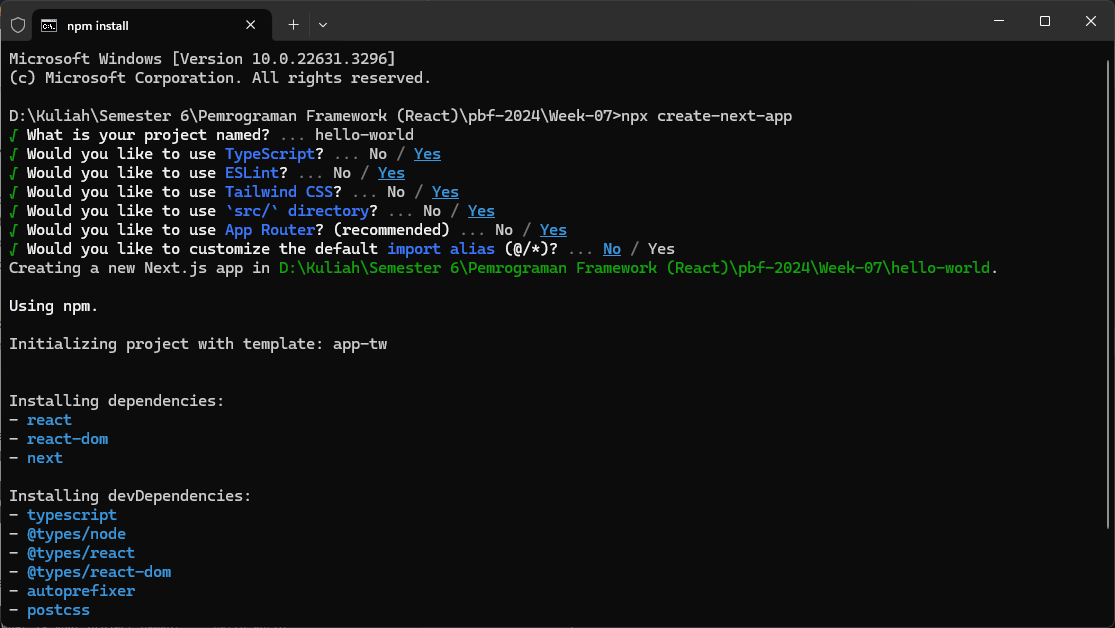 npm install
Microsoft Windows [Version 10.0.22631.3296]
(c) Microsoft Corporation. All rights reserved.
D:\Kuliah\Semester 6\Pemrograman Framework (React)\pbf-2024\Week-07>npx create-next-app
√ What is your project named? ... hello-world
√ Would you like to use TypeScript? ... No / Yes
√ Would you like to use ESLint? ... No / Yes
√ Would you like to use Tailwind CSS? ... No / Yes
√ Would you like to use `src/` directory? ... No / Yes
√ Would you like to use App Router? (recommended) ... No / Yes
√ Would you like to customize the default import alias (@/*)? ... No / Yes
Creating a new Next.js app in D:\Kuliah\Semester 6\Pemrograman Framework (React)\pbf-2024\Week-07\hello-world.
Using npm.
Initializing project with template: app-tw
Installing dependencies:
- react
- react-dom
- next
Installing devDependencies:
- typescript
- @types/node
- @types/react
- @types/react-dom
- autoprefixer
- postcss